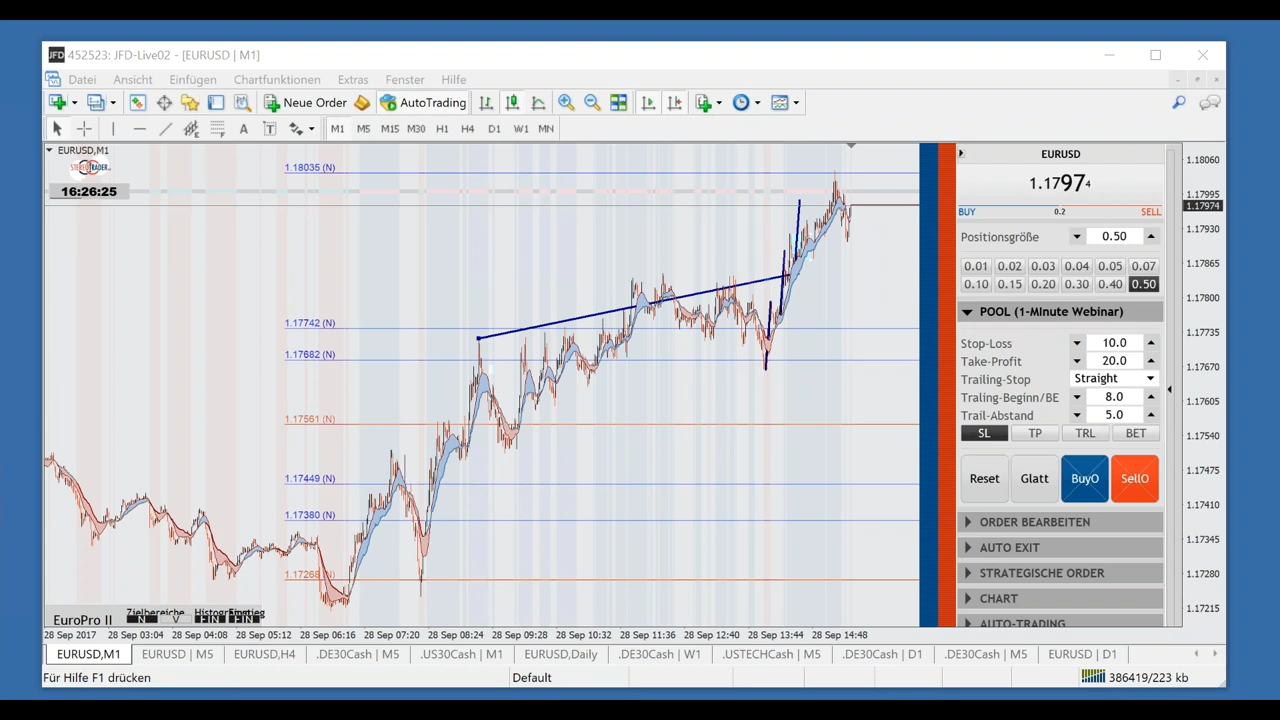 JFD 452523: JFD-Live02 - [EURUSD | M1]
Datei Ansicht Einfügen Chartfunktionen Extras Fenster Hilfe
Neue Order AutoTrading
A T M1 M5 M15 M30 H1 H4 D1 W1 MN
EURUSD,M1
STEREOTRADER
16:26:25
1.18035 (N)
1.17742 (N)
1.17682 (N)
1.17561 (N)
1.17449 (N)
1.17380 (N)
1.17268 (N)
EuroPro II
Zielbereiche
N V EIN EIN
28 Sep 2017 28 Sep 03:04 28 Sep 04:08 28 Sep 05:12 28 Sep 06:16 28 Sep 07:20 28 Sep 08:24 28 Sep 09:28 28 Sep 10:32 28 Sep 11:36 28 Sep 12:40 28 Sep 13:44 28 Sep 14:48
EURUSD
1.17974
BUY 0.2 SELL
Positionsgröße 0.50
0.01 0.02 0.03 0.04 0.05 0.07
0.10 0.15 0.20 0.30 0.40 0.50
POOL (1-Minute Webinar)
Stop-Loss 10.0
Take-Profit 20.0
Trailing-Stop Straight
Traling-Beginn/BE 8.0
Trail-Abstand 5.0
SL TP TRL BET
Reset Glatt BuyO SellO
ORDER BEARBEITEN
AUTO EXIT
STRATEGISCHE ORDER
CHART
AUTO-TRADING
1.18060
1.17995
1.17974
1.17930
1.17865
1.17800
1.17735
1.17670
1.17605
1.17540
1.17475
1.17410
1.17345
1.17280
1.17215
EURUSD,M1 EURUSD | M5 EURUSD,H4 .DE30Cash | M5 .US30Cash | M1 EURUSD,Daily .DE30Cash | W1 .USTECHCash | M5 .DE30Cash | D1 .DE30Cash | M5 EURUSD | D1
Für Hilfe F1 drücken Default 386419/223 kb